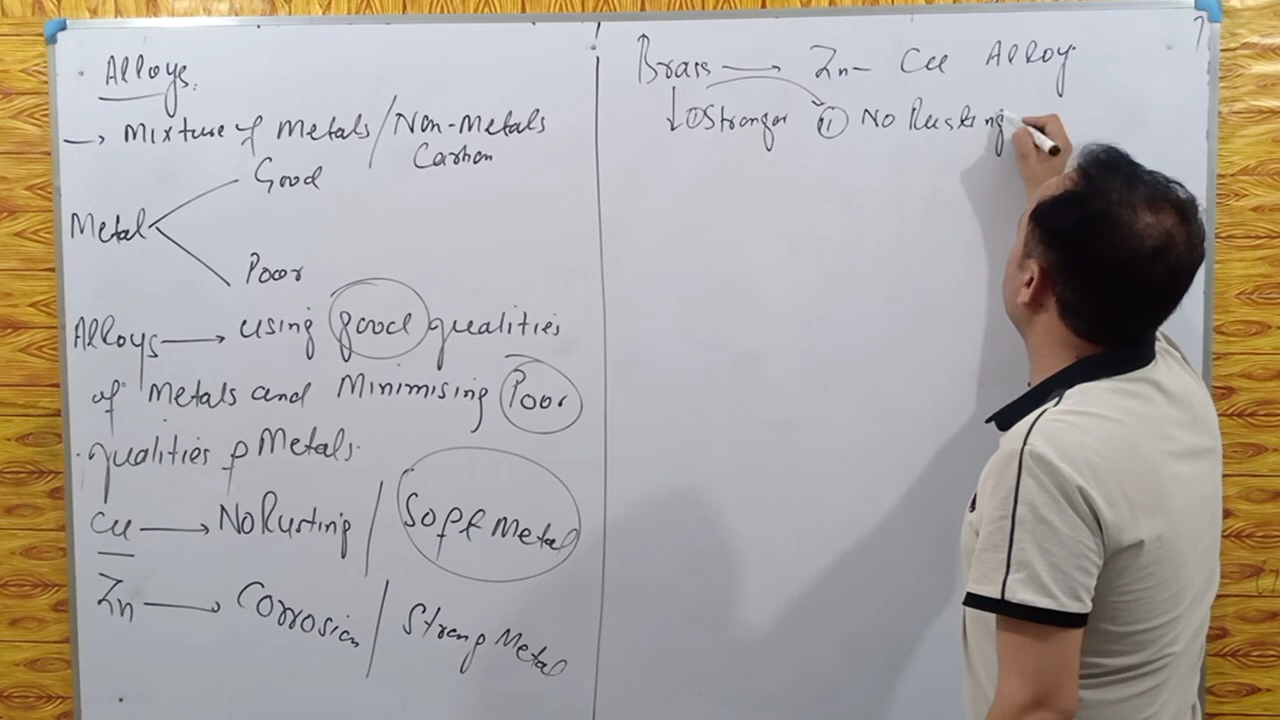 Alloys.
→ Mixture of Metals/Non-Metals
Carbon
Good
Metal
Poor
Alloys → using good qualities
of Metals and Minimising Poor
qualities of Metals.
Cu → No Rusting / Soft Metal
Zn → Corrosion / Strong Metal
Brass → Zn - Cu Alloy
① Stronger ⑪ No Rusting